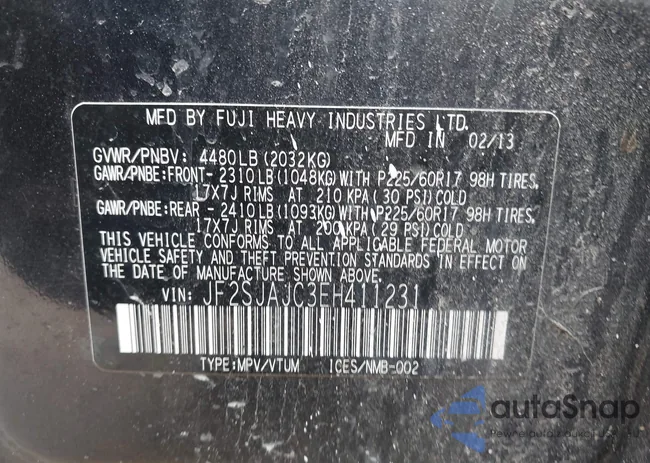 MFD BY FUJI HEAVY INDUSTRIES LTD.
MFD IN 02/13
GVWR/PNBV: 4480LB(2032KG)
GAWR/PNBE:FRONT- 2310LB(1048KG)WITH P225/60R17 98H TIRES,
17X7J RIMS AT 210 KPA(30 PSI)COLD
GAWR/PNBE:REAR - 2410LB(1093KG)WITH P225/60R17 98H TIRES,
17X7J RIMS AT 200KPA(29 PSI)COLD
THIS VEHICLE CONFORMS TO ALL APPLICABLE FEDERAL MOTOR
VEHICLE SAFETY AND THEFT PREVENTION STANDARDS IN EFFECT ON
THE DATE OF MANUFACTURE SHOWN ABOVE.
VIN: JF2SJAJC3EH411231
TYPE:MPV/VTUM ICES/NMB-002
autoSnap